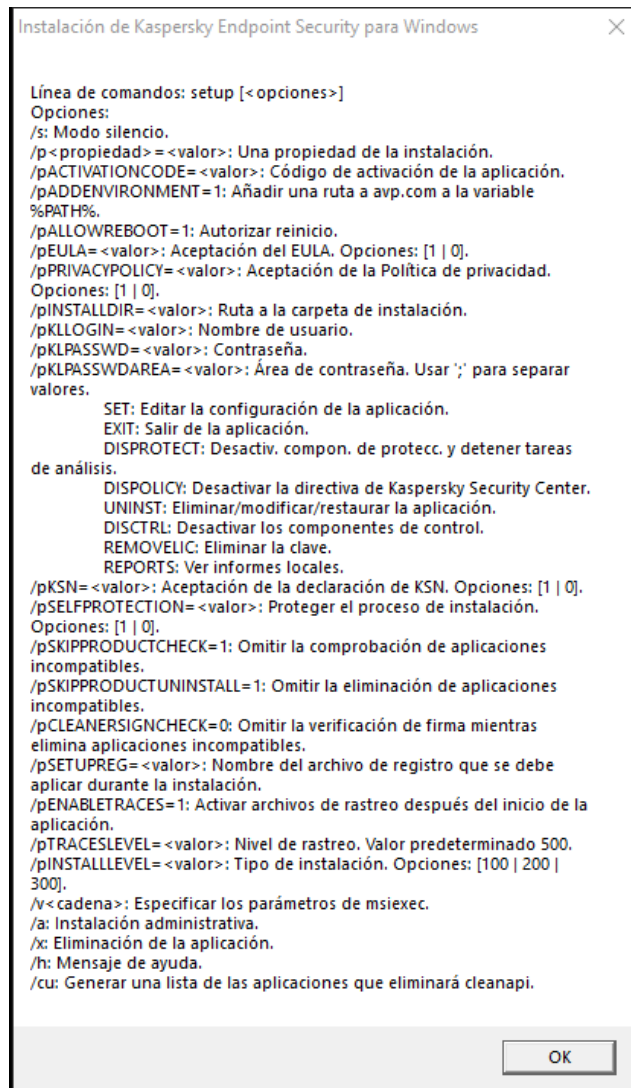 Instalación de Kaspersky Endpoint Security para Windows
Línea de comandos: setup [<opciones>]
Opciones:
/s: Modo silencio.
/p<propiedad>=<valor>: Una propiedad de la instalación.
/pACTIVATIONCODE=<valor>: Código de activación de la aplicación.
/pADDENVIRONMENT=1: Añadir una ruta a avp.com a la variable
%PATH%.
/pALLOWREBOOT=1: Autorizar reinicio.
/pEULA=<valor>: Aceptación del EULA. Opciones: [1 | 0].
/pPRIVACYPOLICY=<valor>: Aceptación de la Política de privacidad.
Opciones: [1 | 0].
/pINSTALLDIR=<valor>: Ruta a la carpeta de instalación.
/pKLLOGIN=<valor>: Nombre de usuario.
/pKLPASSWD=<valor>: Contraseña.
/pKLPASSWDAREA=<valor>: Área de contraseña. Usar ';' para separar
valores.
SET: Editar la configuración de la aplicación.
EXIT: Salir de la aplicación.
DISPROTECT: Desactiv. compon. de protecc. y detener tareas
de análisis.
DISPOLICY: Desactivar la directiva de Kaspersky Security Center.
UNINST: Eliminar/modificar/restaurar la aplicación.
DISCTRL: Desactivar los componentes de control.
REMOVELIC: Eliminar la clave.
REPORTS: Ver informes locales.
/pKSN=<valor>: Aceptación de la declaración de KSN. Opciones: [1 | 0].
/pSELFPROTECTION=<valor>: Proteger el proceso de instalación.
Opciones: [1 | 0].
/pSKIPPRODUCTCHECK=1: Omitir la comprobación de aplicaciones
incompatibles.
/pSKIPPRODUCTUNINSTALL=1: Omitir la eliminación de aplicaciones
incompatibles.
/pCLEANERSIGNCHECK=0: Omitir la verificación de firma mientras
elimina aplicaciones incompatibles.
/pSETUPREG=<valor>: Nombre del archivo de registro que se debe
aplicar durante la instalación.
/pENABLETRACES=1: Activar archivos de rastreo después del inicio de la
aplicación.
/pTRACESLEVEL=<valor>: Nivel de rastreo. Valor predeterminado 500.
/pINSTALLLEVEL=<valor>: Tipo de instalación. Opciones: [100 | 200 |
300].
/v<cadena>: Especificar los parámetros de msiexec.
/a: Instalación administrativa.
/x: Eliminación de la aplicación.
/h: Mensaje de ayuda.
/cu: Generar una lista de las aplicaciones que eliminará cleanapi.
OK